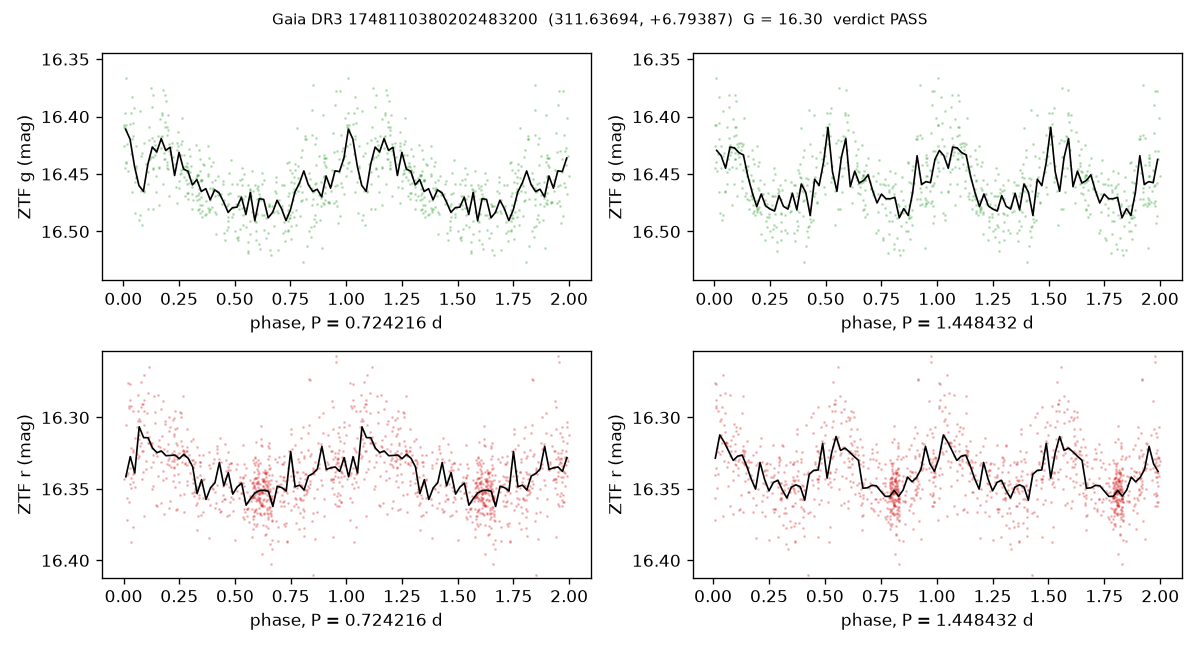 Gaia DR3 1748110380202483200  (311.63694, +6.79387)  G = 16.30  verdict PASS
ZTF g (mag)
16.35
16.40
16.45
16.50
0.00 0.25 0.50 0.75 1.00 1.25 1.50 1.75 2.00
phase, P = 0.724216 d
ZTF g (mag)
16.35
16.40
16.45
16.50
0.00 0.25 0.50 0.75 1.00 1.25 1.50 1.75 2.00
phase, P = 1.448432 d
ZTF r (mag)
16.30
16.35
16.40
0.00 0.25 0.50 0.75 1.00 1.25 1.50 1.75 2.00
phase, P = 0.724216 d
ZTF r (mag)
16.30
16.35
16.40
0.00 0.25 0.50 0.75 1.00 1.25 1.50 1.75 2.00
phase, P = 1.448432 d